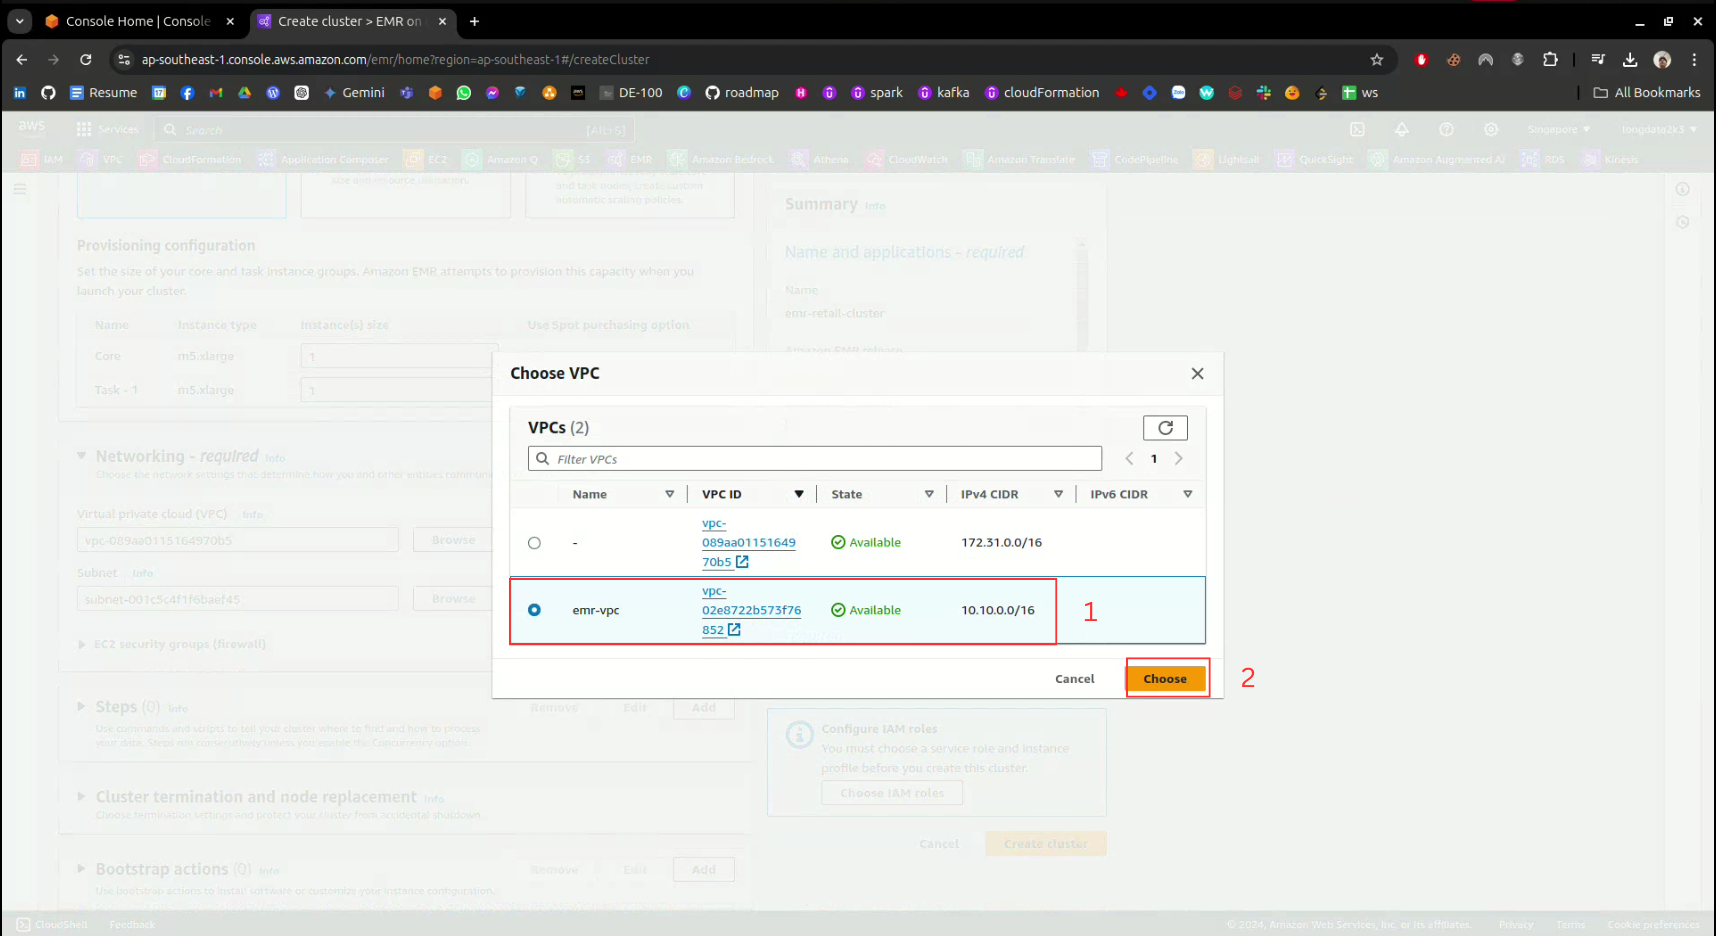 Console Home | Console
Create cluster > EMR on
ap-southeast-1.console.aws.amazon.com/emr/home?region=ap-southeast-1#/createCluster
Resume
Gemini
DE-100
roadmap
spark
kafka
cloudFormation
ws
All Bookmarks
aws
Services
Search
[Alt+S]
Singapore
longdata2k3
IAM
VPC
CloudFormation
Application Composer
EC2
Amazon Q
S3
EMR
Amazon Bedrock
Athena
CloudWatch
Amazon Translate
CodePipeline
Lightsail
QuickSight
Amazon Augmented AI
RDS
Kinesis
size and resource utilization.
and task nodes, create custom
automatic scaling policies.
Summary Info
Name and applications - required
Name
emr-retail-cluster
Amazon EMR release
Provisioning configuration
Set the size of your core and task instance groups. Amazon EMR attempts to provision this capacity when you
launch your cluster.
Name Instance type Instance(s) size Use Spot purchasing option
Core m5.xlarge 1
Task - 1 m5.xlarge 1
Networking - required Info
Choose the network settings that determine how you and other entities commun
Virtual private cloud (VPC) Info
vpc-089aa0115164970b5 Browse
Subnet Info
subnet-001c5c4f1f6baef45 Browse
EC2 security groups (firewall)
Choose VPC
VPCs (2)
Filter VPCs
1
Name VPC ID State IPv4 CIDR IPv6 CIDR
-
vpc-
089aa01151649
70b5
Available
172.31.0.0/16
emr-vpc
vpc-
02e8722b573f76
852
Available
10.10.0.0/16
1
Cancel
Choose
2
Steps (0) Info
Remove Edit Add
Use commands and scripts to tell your cluster where to find and how to process
your data. Steps run consecutively unless you enable the Concurrency option.
Configure IAM roles
You must choose a service role and instance
profile before you create this cluster.
Choose IAM roles
Cluster termination and node replacement Info
Choose termination settings and protect your cluster from accidental shutdown.
Cancel Create cluster
Bootstrap actions (0) Info
Remove Edit Add
Use bootstrap actions to install software or customize your instance configuration.
CloudShell Feedback
© 2024, Amazon Web Services, Inc. or its affiliates. Privacy Terms Cookie preferences